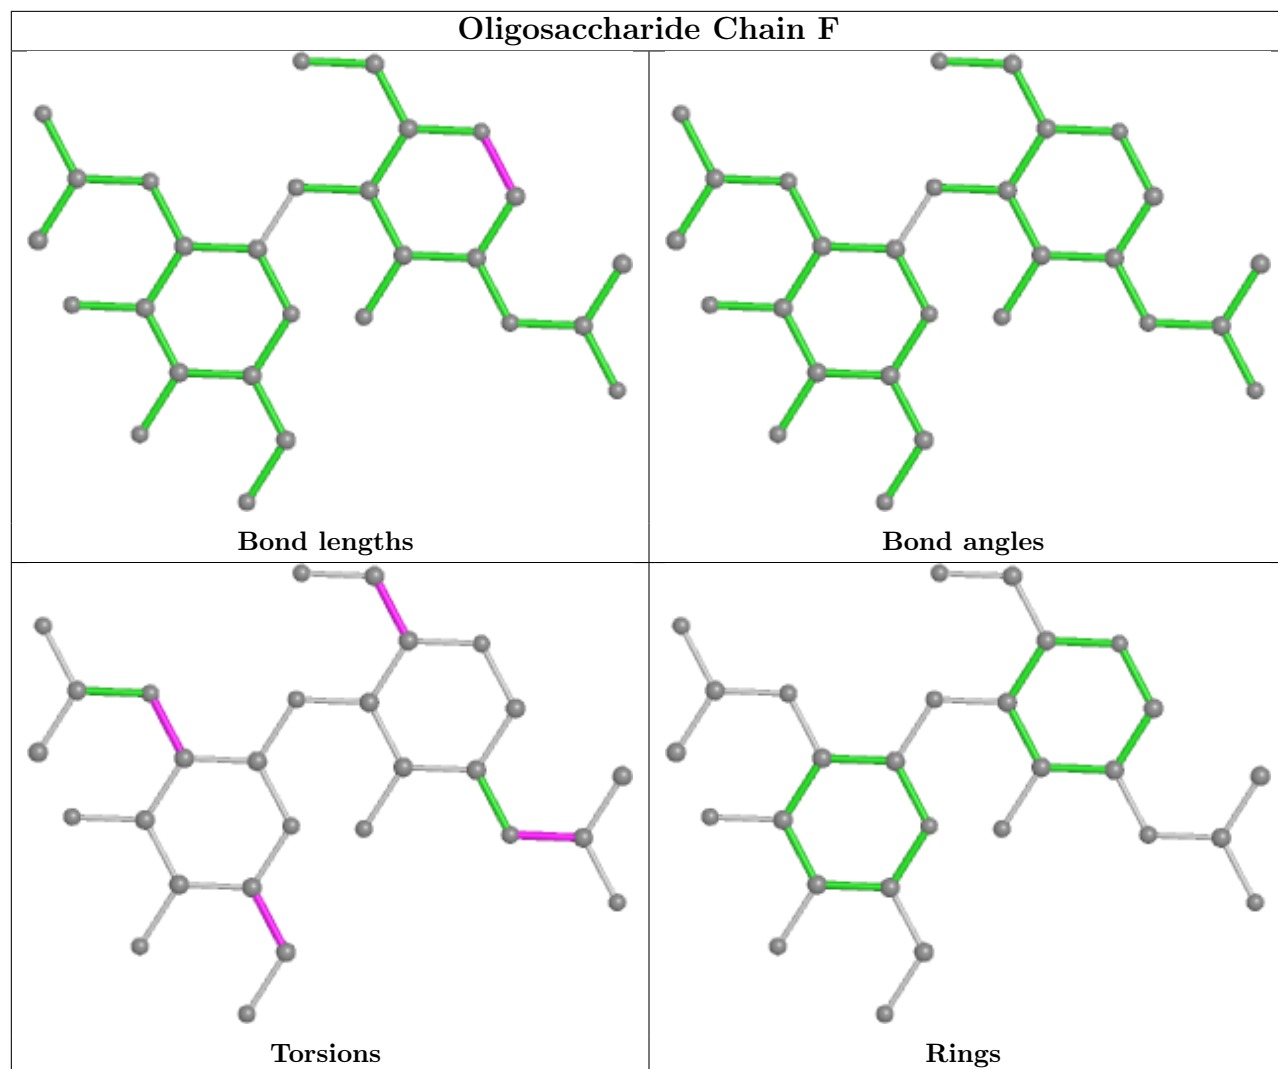 Oligosaccharide Chain F
Bond lengths
Bond angles
Torsions
Rings